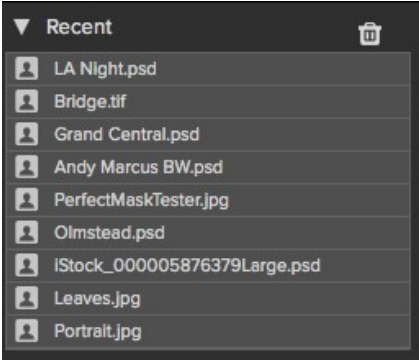 Recent
LA Night.psd
Bridge.tif
Grand Central.psd
Andy Marcus BW.psd
PerfectMaskTester.jpg
Olmstead.psd
iStock_000005876379Large.psd
Leaves.jpg
Portrait.jpg